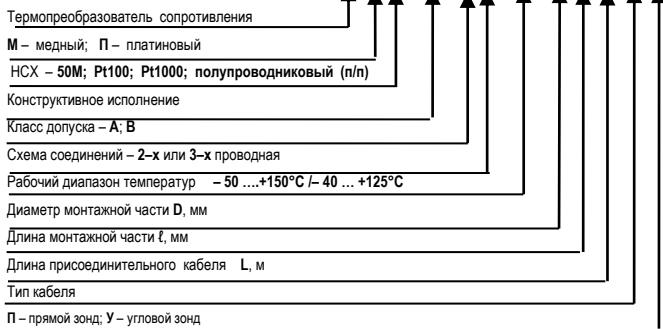 Термопреобразователь сопротивления
М – медный; П – платиновый
НСХ – 50М; Pt100; Pt1000; полупроводниковый (п/п)
Конструктивное исполнение
Класс допуска – А; В
Схема соединений – 2–х или 3–х проводная
Рабочий диапазон температур – 50 ….+150°С /– 40 … +125°С
Диаметр монтажной части D, мм
Длина монтажной части ℓ, мм
Длина присоединительного кабеля L, м
Тип кабеля
П – прямой зонд; У – угловой зонд